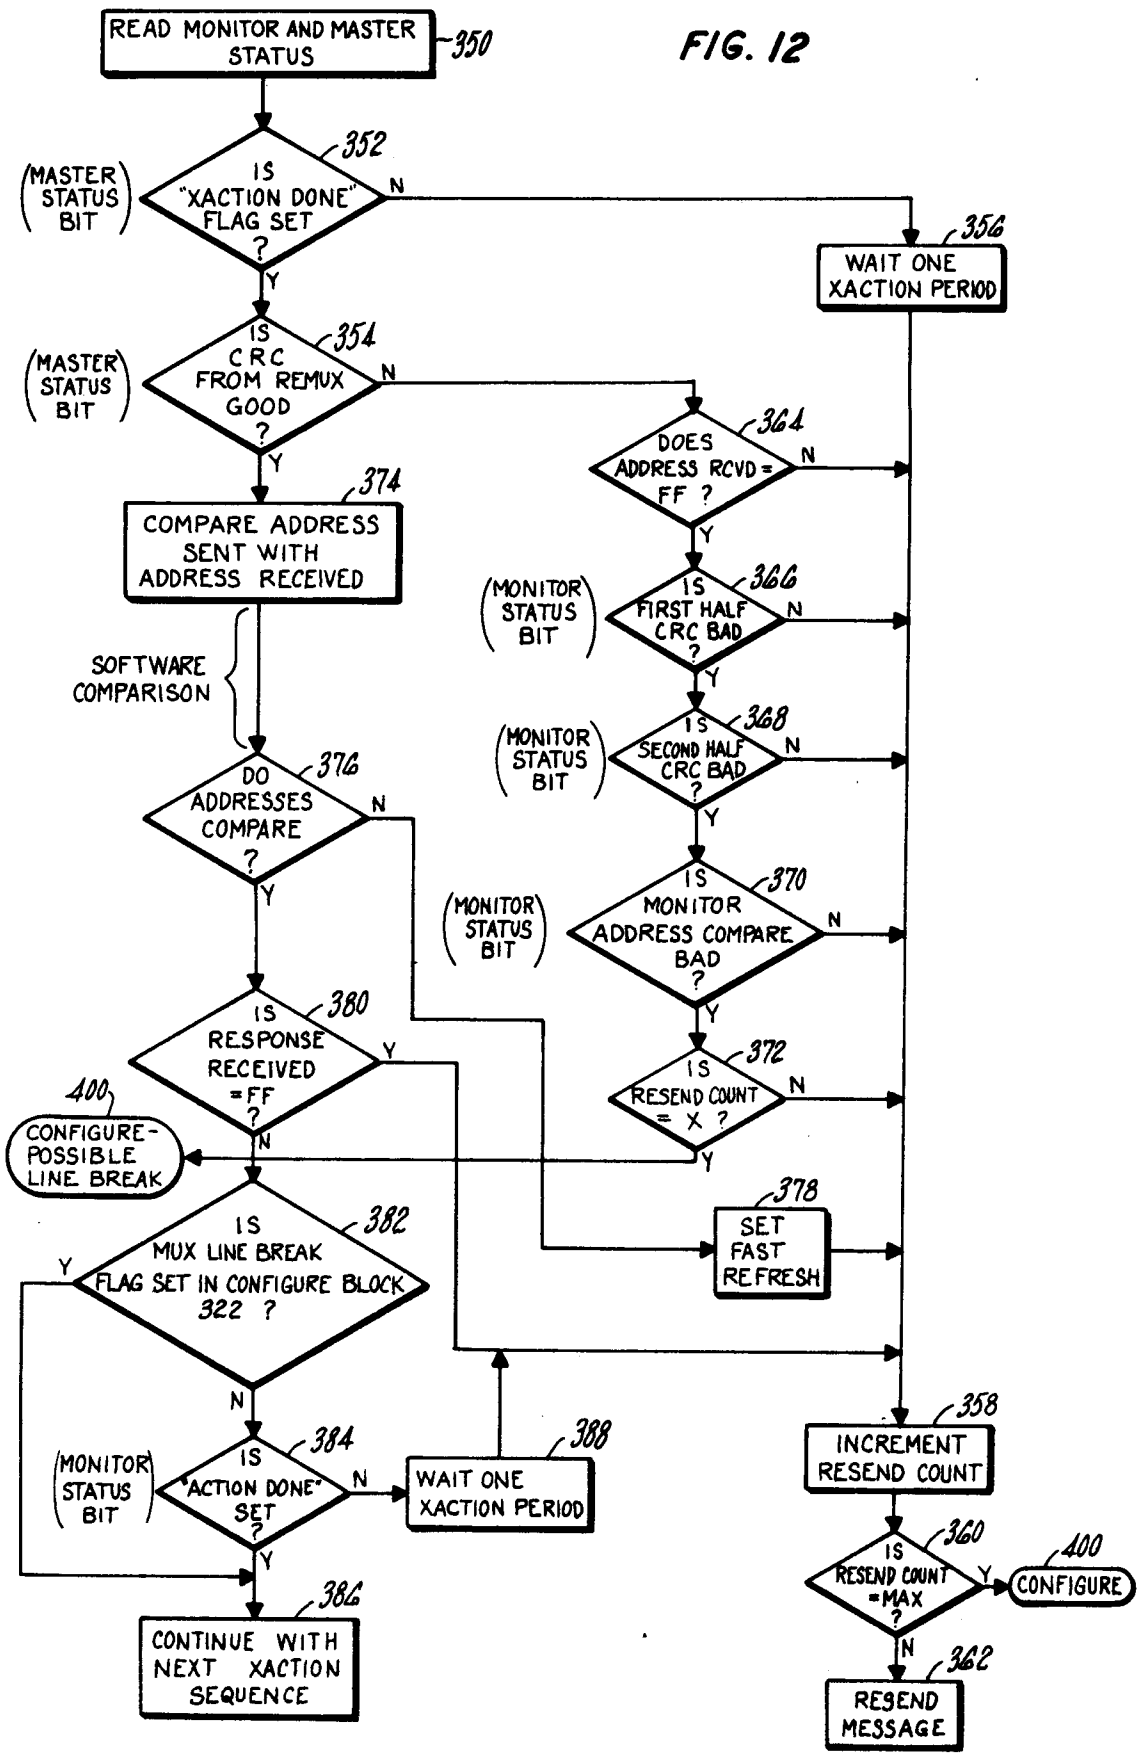 READ MONITOR AND MASTER
STATUS
350
FIG. 12
352
(MASTER
STATUS
BIT)
IS
"XACTION DONE"
FLAG SET
?
N
Y
356
WAIT ONE
XACTION PERIOD
354
(MASTER
STATUS
BIT)
IS
CRC
FROM REMUX
GOOD
?
N
Y
364
DOES
ADDRESS RCVD =
FF ?
N
Y
374
COMPARE ADDRESS
SENT WITH
ADDRESS RECEIVED
366
(MONITOR
STATUS
BIT)
IS
FIRST HALF
CRC BAD
?
N
Y
SOFTWARE
COMPARISON
368
(MONITOR
STATUS
BIT)
IS
SECOND HALF
CRC BAD
?
N
Y
376
DO
ADDRESSES
COMPARE
?
N
Y
370
(MONITOR
STATUS
BIT)
IS
MONITOR
ADDRESS COMPARE
BAD
?
N
Y
380
IS
RESPONSE
RECEIVED
=FF
?
Y
N
372
IS
RESEND COUNT
= X ?
N
Y
400
CONFIGURE-
POSSIBLE
LINE BREAK
378
SET
FAST
REFRESH
382
IS
MUX LINE BREAK
FLAG SET IN CONFIGURE BLOCK
322 ?
Y
N
384
(MONITOR
STATUS
BIT)
IS
"ACTION DONE"
SET
?
N
Y
388
WAIT ONE
XACTION PERIOD
358
INCREMENT
RESEND COUNT
360
IS
RESEND COUNT
=MAX
?
Y
N
400
CONFIGURE
386
CONTINUE WITH
NEXT XACTION
SEQUENCE
362
RESEND
MESSAGE